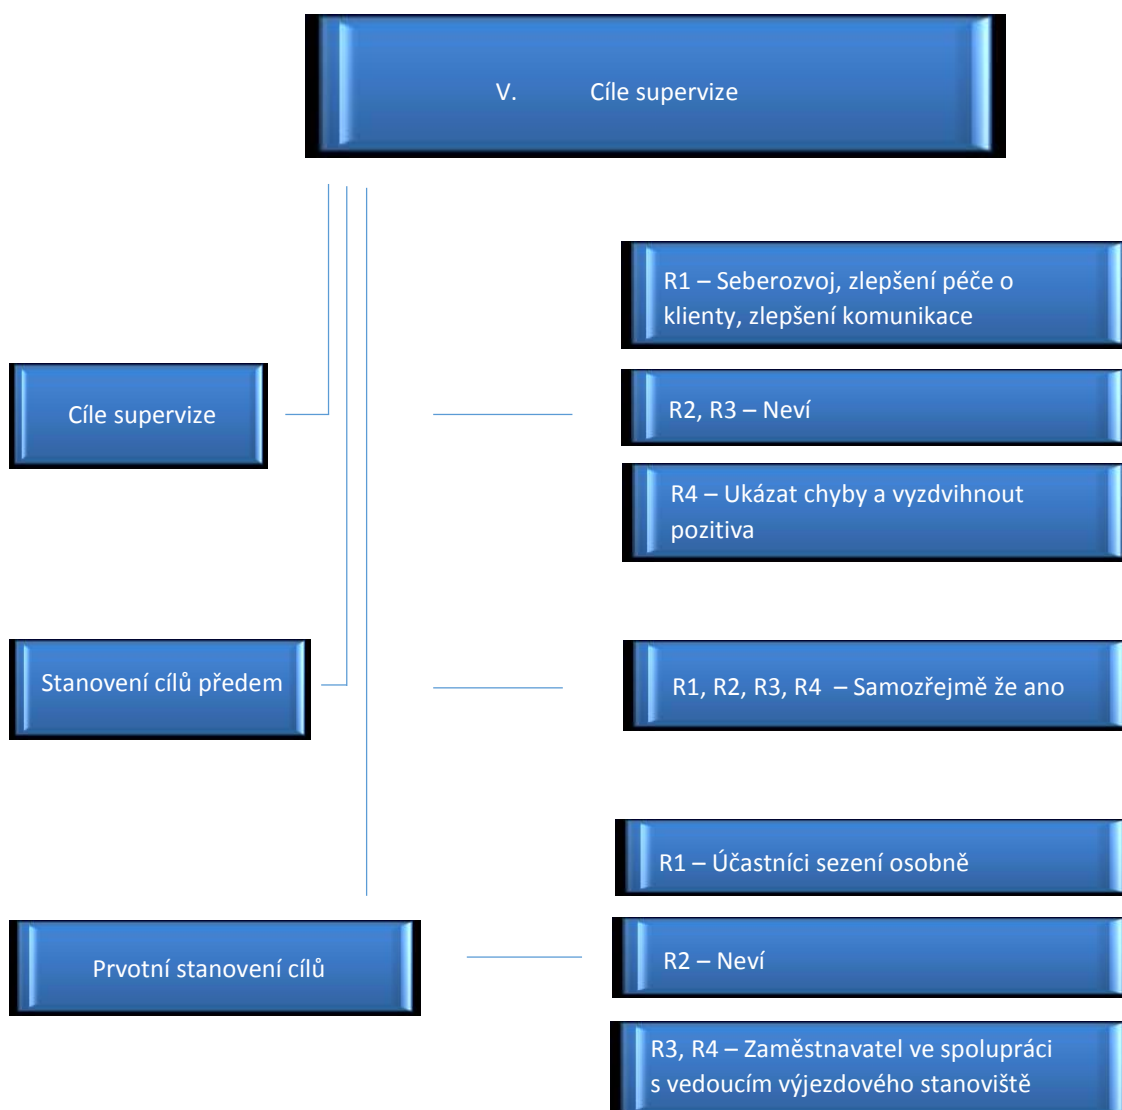 V. Cíle supervize
R1 – Seberozvoj, zlepšení péče o
klienty, zlepšení komunikace
Cíle supervize
R2, R3 – Neví
R4 – Ukázat chyby a vyzdvihnout
pozitiva
Stanovení cílů předem
R1, R2, R3, R4 – Samozřejmě že ano
R1 – Účastníci sezení osobně
Prvotní stanovení cílů
R2 – Neví
R3, R4 – Zaměstnavatel ve spolupráci
s vedoucím výjezdového stanoviště